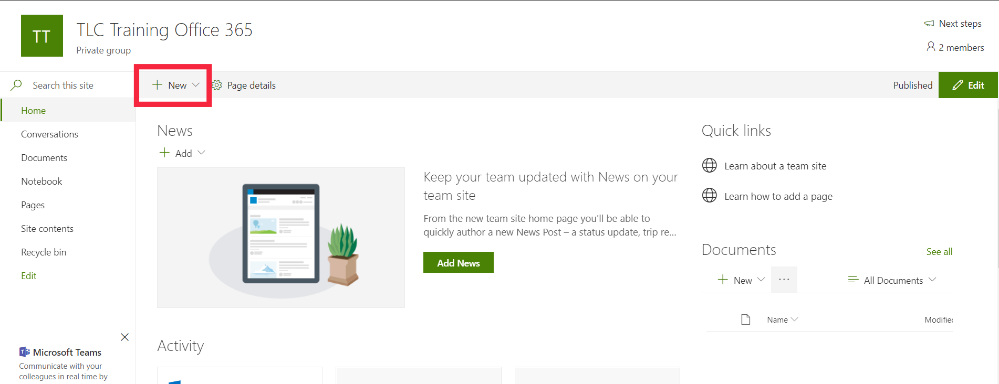 TT
TLC Training Office 365
Private group
Next steps
2 members
Search this site
New
Page details
Published
Edit
Home
Conversations
Documents
Notebook
Pages
Site contents
Recycle bin
Edit
Microsoft Teams
Communicate with your
colleagues in real time by
News
Add
Keep your team updated with News on your
team site
From the new team site home page you'll be able to
quickly author a new News Post – a status update, trip re...
Add News
Activity
Quick links
Learn about a team site
Learn how to add a page
Documents
See all
New
...
All Documents
Name
Modified